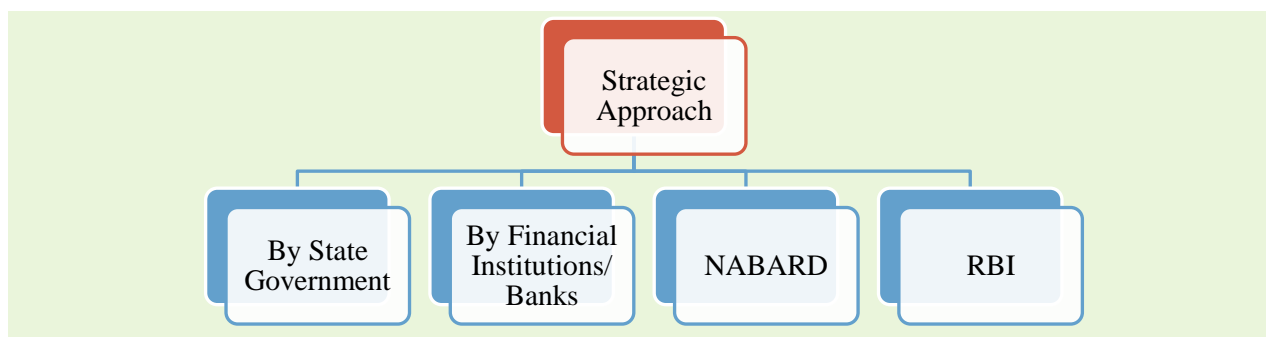 Strategic
Approach
By State
Government
By Financial
Institutions/
Banks
NABARD
RBI